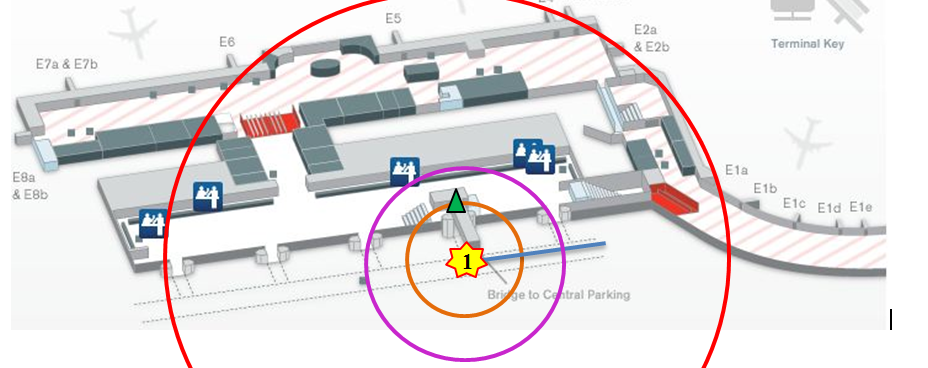 E5
E6
E7a & E7b
E2a
& E2b
Terminal Key
E8a
& E8b
E1a
E1b
E1c
E1d
E1e
1
Bridge to Central Parking